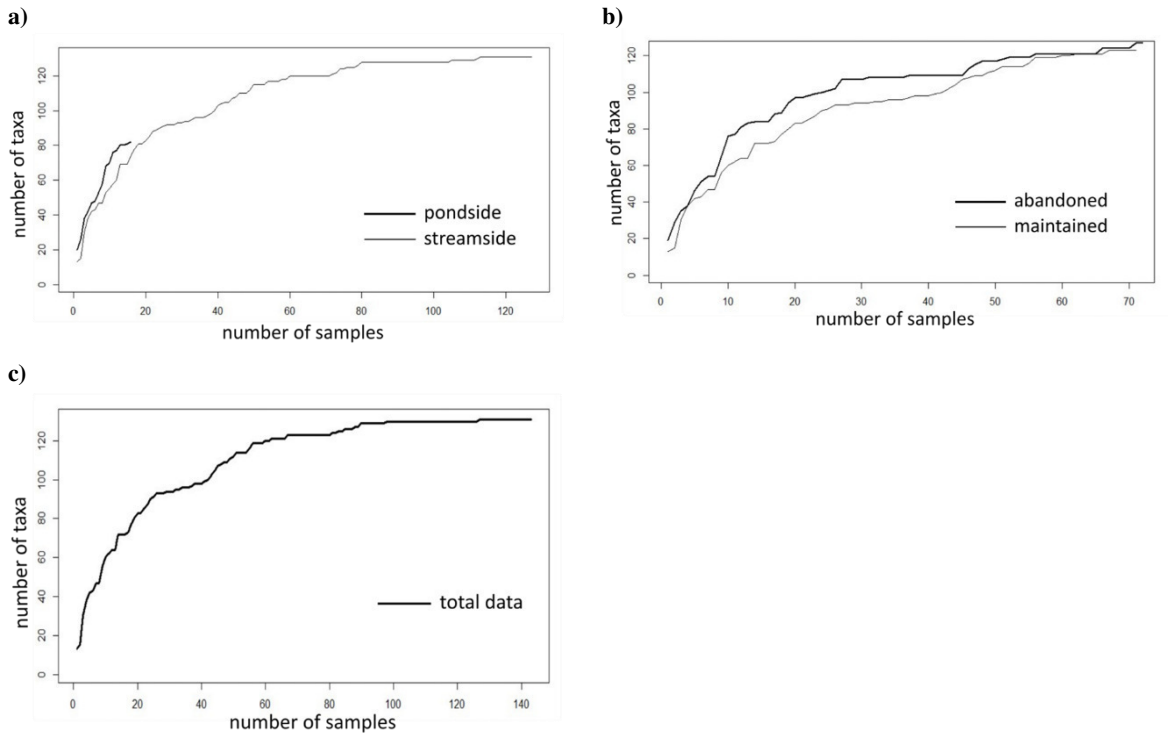 a)
number of taxa
0 20 40 60 80 100 120
pondside
streamside
0 20 40 60 80 100 120
number of samples
b)
number of taxa
0 20 40 60 80 100 120
abandoned
maintained
0 10 20 30 40 50 60 70
number of samples
c)
number of taxa
0 20 40 60 80 100 120
total data
0 20 40 60 80 100 120 140
number of samples